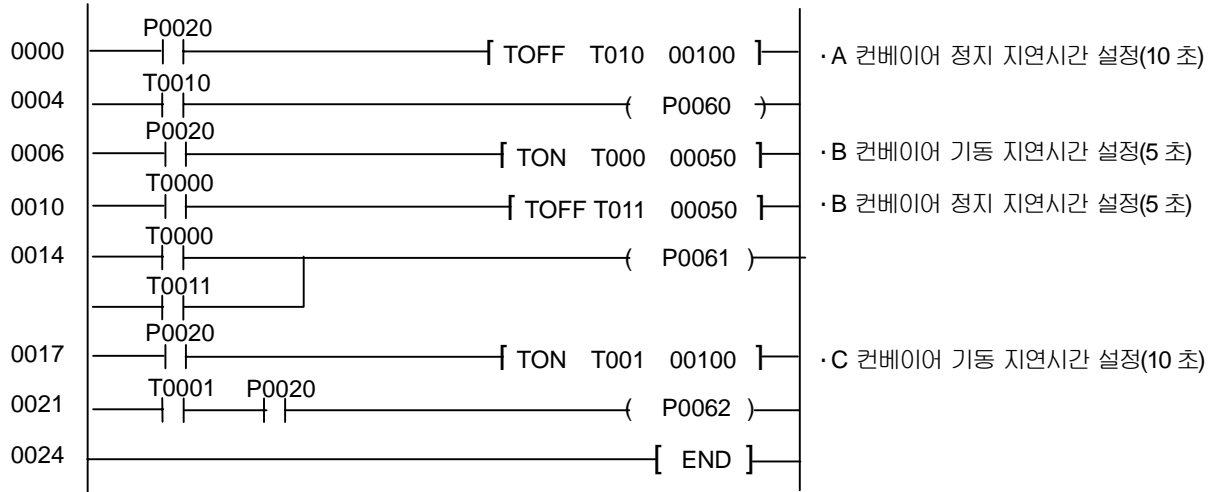 P0020
0000 [ TOFF T010 00100 ] ·A 컨베이어 정지 지연시간 설정(10 초)
T0010
0004 ( P0060 )
P0020
0006 [ TON T000 00050 ] ·B 컨베이어 기동 지연시간 설정(5 초)
T0000
0010 [ TOFF T011 00050 ] ·B 컨베이어 정지 지연시간 설정(5 초)
T0000
0014 ( P0061 )
T0011
P0020
0017 [ TON T001 00100 ] ·C 컨베이어 기동 지연시간 설정(10 초)
T0001 P0020
0021 ( P0062 )
0024 [ END ]